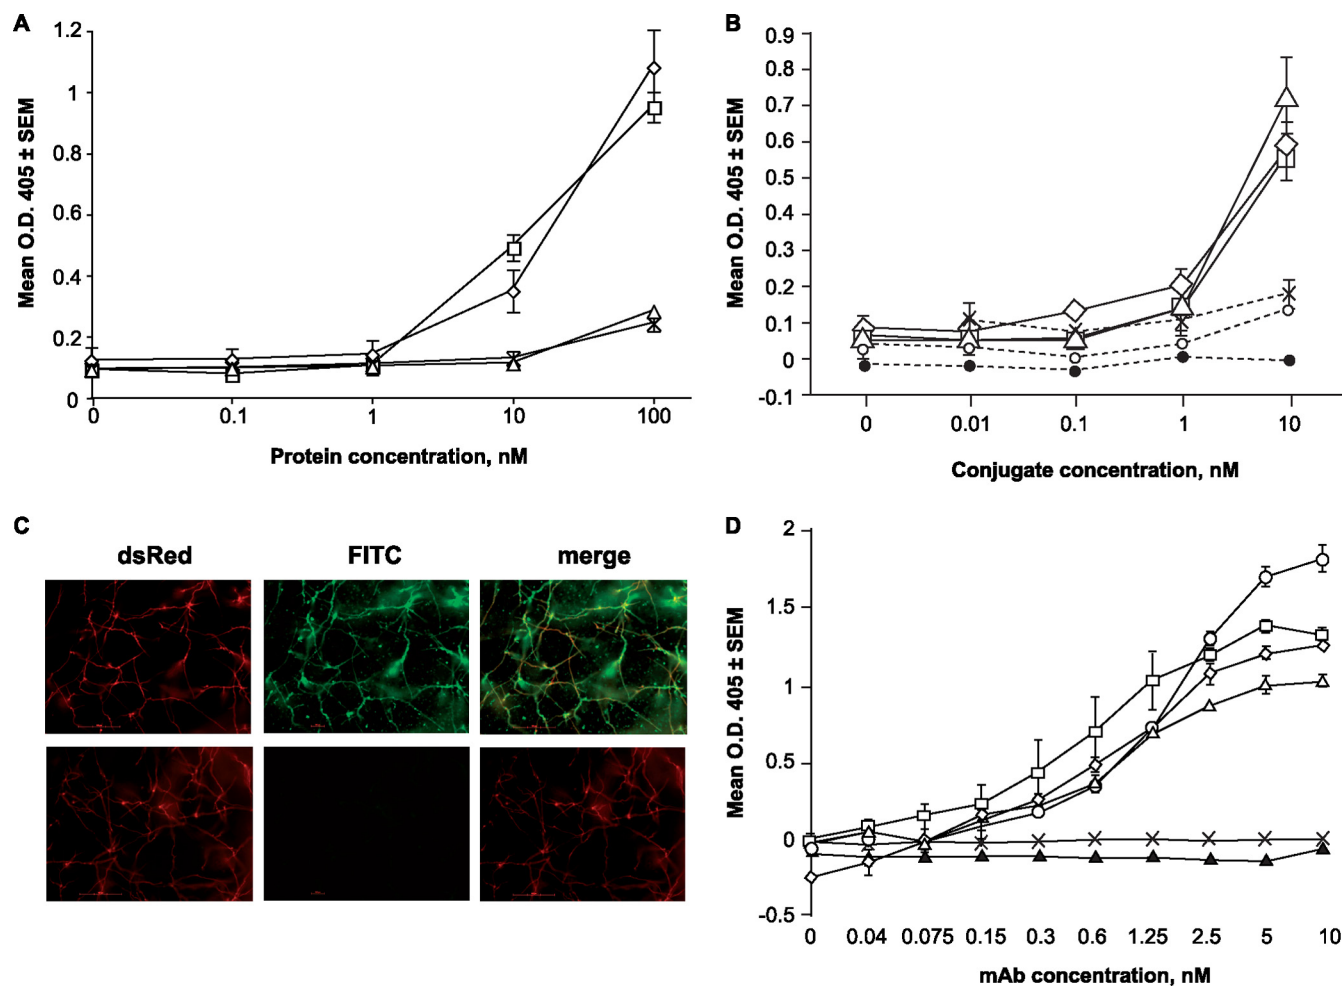 A
1.2
1
0.8
0.6
0.4
0.2
0
Mean O.D. 405 ± SEM
0 0.1 1 10 100
Protein concentration, nM
B
0.9
0.8
0.7
0.6
0.5
0.4
0.3
0.2
0.1
0
-0.1
Mean O.D. 405 ± SEM
0 0.01 0.1 1 10
Conjugate concentration, nM
C
dsRed FITC merge
D
2
1.5
1
0.5
0
-0.5
Mean O.D. 405 ± SEM
0 0.04 0.075 0.15 0.3 0.6 1.25 2.5 5 10
mAb concentration, nM